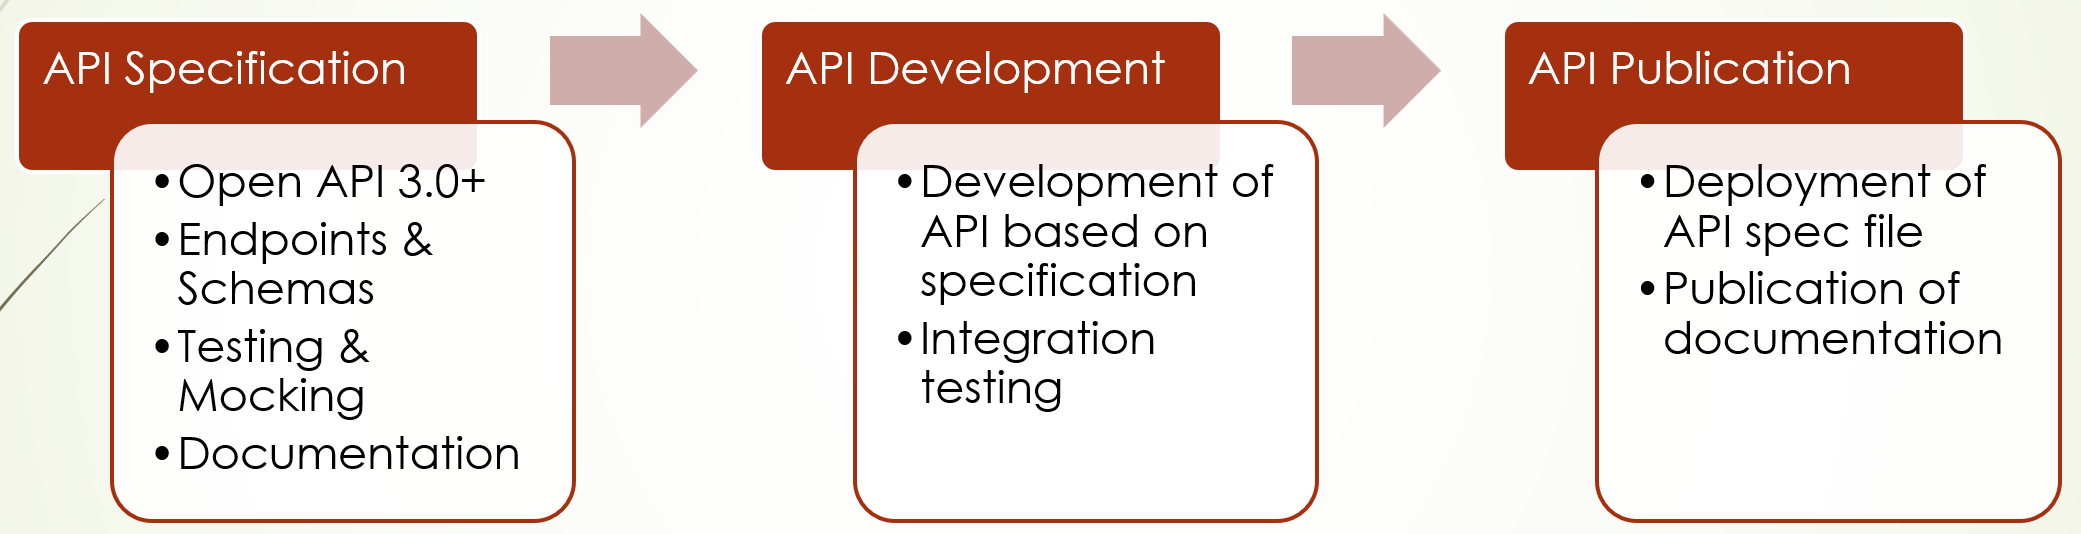 API Specification
•Open API 3.0+
•Endpoints &
Schemas
•Testing &
Mocking
•Documentation
API Development
•Development of
API based on
specification
•Integration
testing
API Publication
•Deployment of
API spec file
•Publication of
documentation